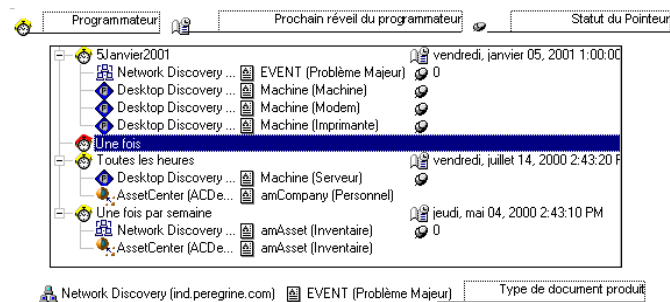 Programmateur Prochain réveil du programmateur Statut du Pointeur
5Janvier2001 vendredi, janvier 05, 2001 1:00:00
Network Discovery ... EVENT (Problème Majeur) 0
Desktop Discovery ... Machine (Machine)
Desktop Discovery ... Machine (Modem)
Desktop Discovery ... Machine (Imprimante)
Une fois
Toutes les heures vendredi, juillet 14, 2000 2:43:20 P
Desktop Discovery ... Machine (Serveur)
AssetCenter (ACDe... amCompany (Personnel)
Une fois par semaine jeudi, mai 04, 2000 2:43:10 PM
Network Discovery ... amAsset (Inventaire) 0
AssetCenter (ACDe... amAsset (Inventaire)
Network Discovery (ind.peregrine.com) EVENT (Problème Majeur) Type de document produit